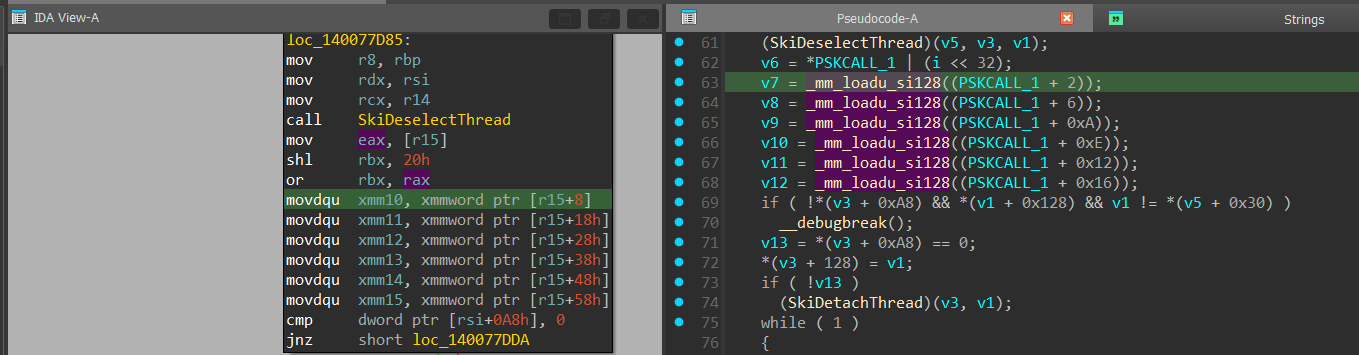 IDA View-A
loc_140077D85:
mov r8, rbp
mov rdx, rsi
mov rcx, r14
call SkiDeselectThread
mov eax, [r15]
shl rbx, 20h
or rbx, rax
movdqu xmm10, xmmword ptr [r15+8]
movdqu xmm11, xmmword ptr [r15+18h]
movdqu xmm12, xmmword ptr [r15+28h]
movdqu xmm13, xmmword ptr [r15+38h]
movdqu xmm14, xmmword ptr [r15+48h]
movdqu xmm15, xmmword ptr [r15+58h]
cmp dword ptr [rsi+0A8h], 0
jnz short loc_140077DDA
Pseudocode-A
Strings
61 (SkiDeselectThread)(v5, v3, v1);
62 v6 = *PSKCALL_1 | (i << 32);
63 v7 = _mm_loadu_si128((PSKCALL_1 + 2));
64 v8 = _mm_loadu_si128((PSKCALL_1 + 6));
65 v9 = _mm_loadu_si128((PSKCALL_1 + 0xA));
66 v10 = _mm_loadu_si128((PSKCALL_1 + 0xE));
67 v11 = _mm_loadu_si128((PSKCALL_1 + 0x12));
68 v12 = _mm_loadu_si128((PSKCALL_1 + 0x16));
69 if ( !*(v3 + 0xA8) && *(v1 + 0x128) && v1 != *(v5 + 0x30) )
70 __debugbreak();
71 v13 = *(v3 + 0xA8) == 0;
72 *(v3 + 128) = v1;
73 if ( !v13 )
74 (SkiDetachThread)(v3, v1);
75 while ( 1 )
76 {